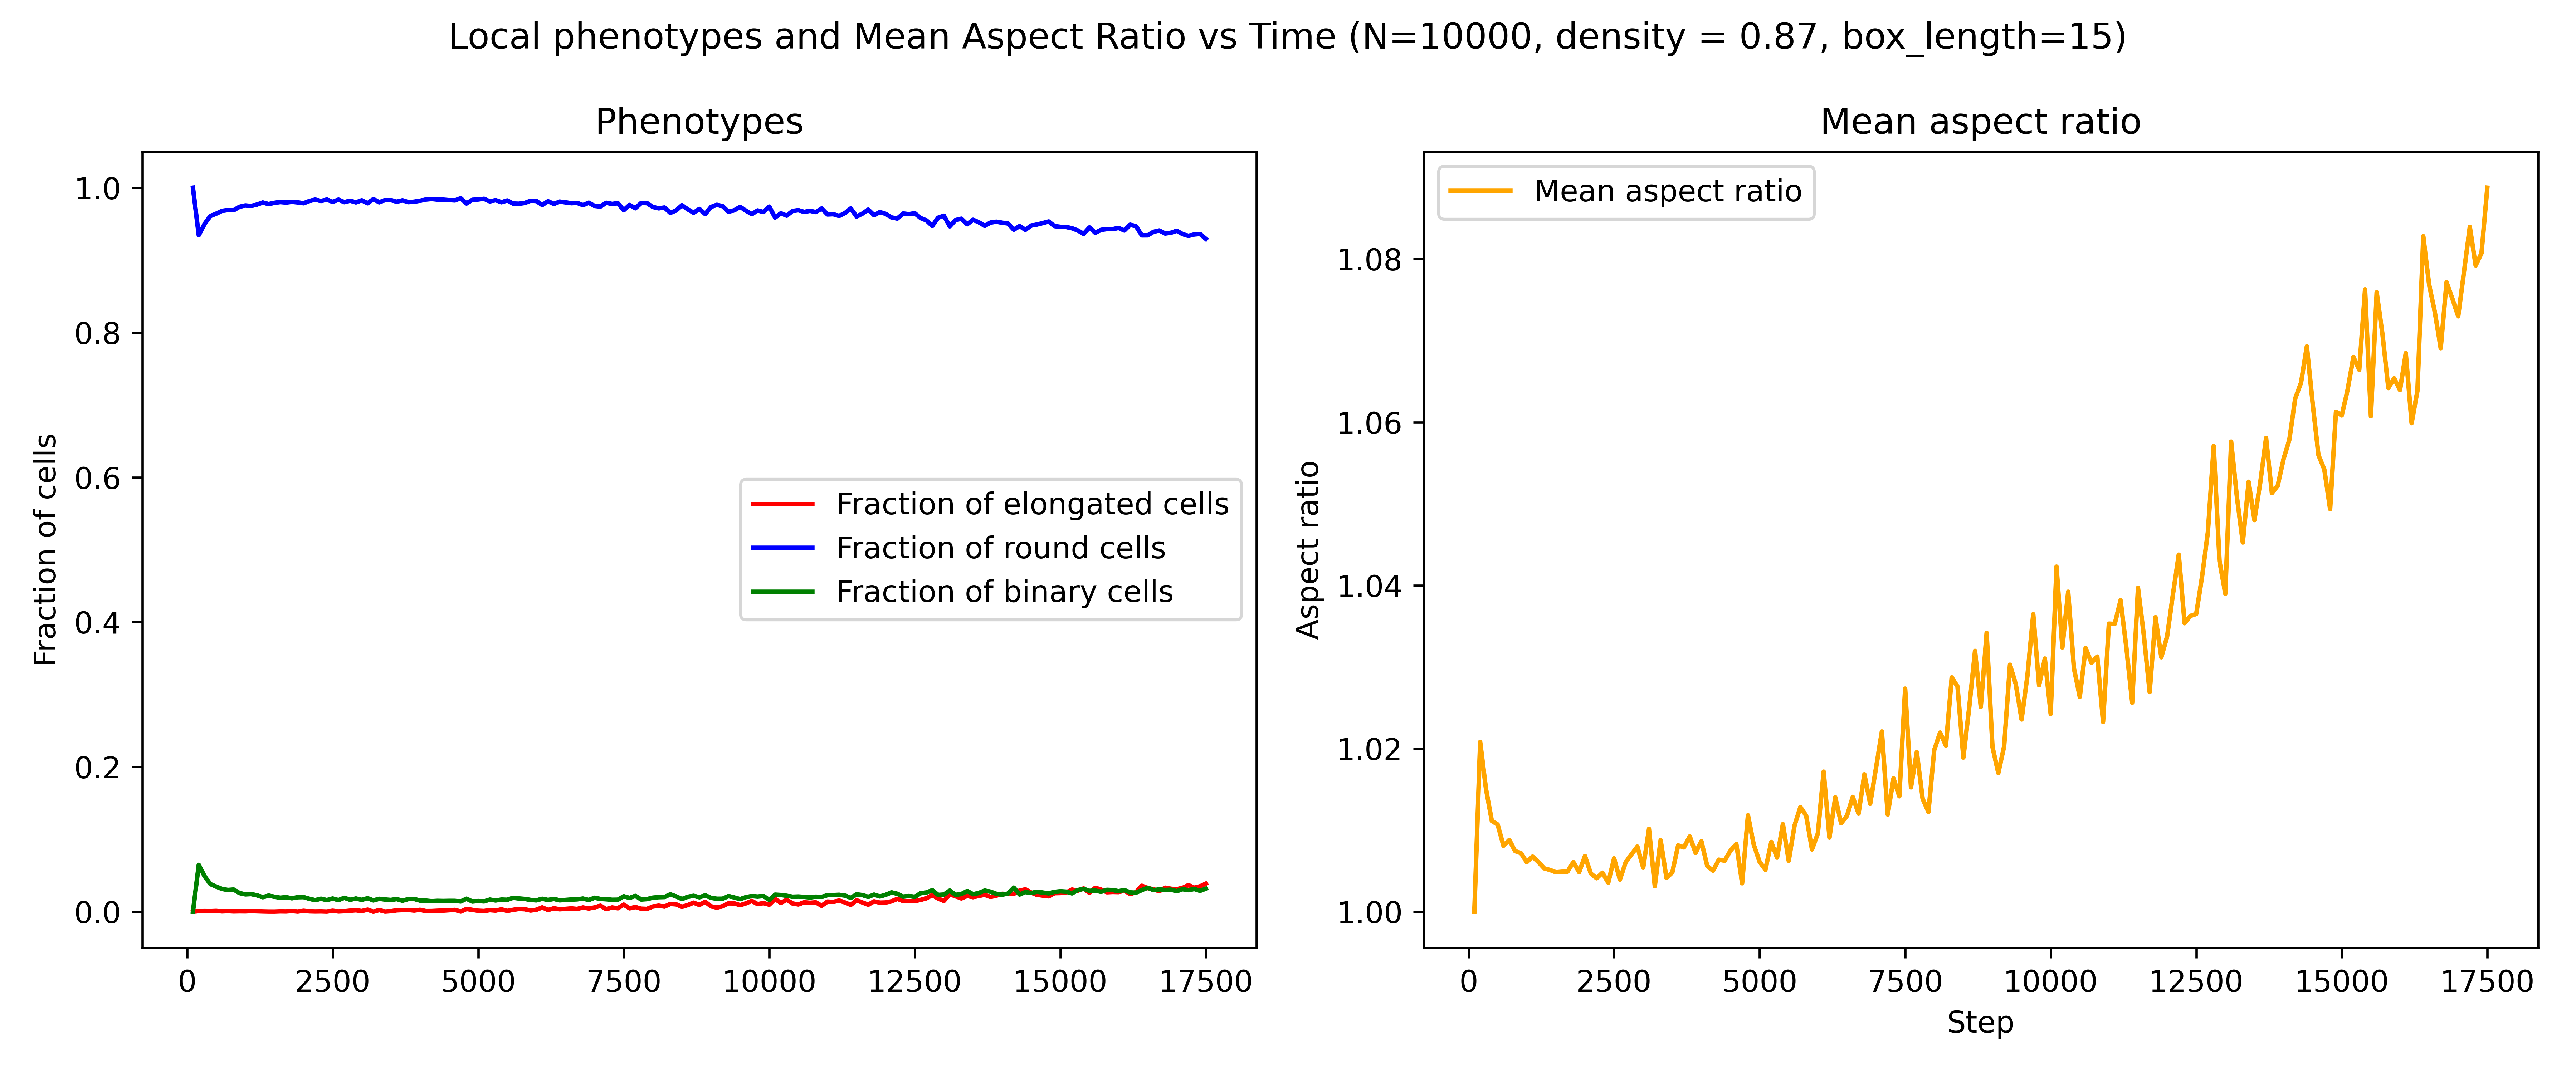 Local phenotypes and Mean Aspect Ratio vs Time (N=10000, density = 0.87, box_length=15)
Phenotypes
Fraction of cells
1.0
0.8
0.6
0.4
0.2
0.0
Fraction of elongated cells
Fraction of round cells
Fraction of binary cells
0 2500 5000 7500 10000 12500 15000 17500
Mean aspect ratio
Mean aspect ratio
Aspect ratio
1.08
1.06
1.04
1.02
1.00
0 2500 5000 7500 10000 12500 15000 17500
Step